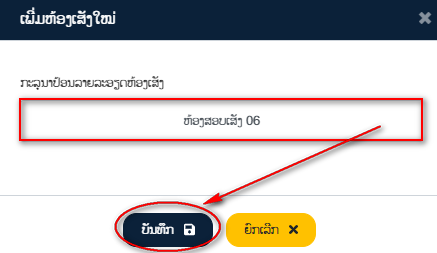 ເພີ່ມຫ້ອງເສັງໃໝ່
ກະລຸນາປ້ອນລາຍລະອຽດຫ້ອງເສັງ
ຫ້ອງສອບເສັງ 06
ບັນທຶກ
ຍົກເລີກ